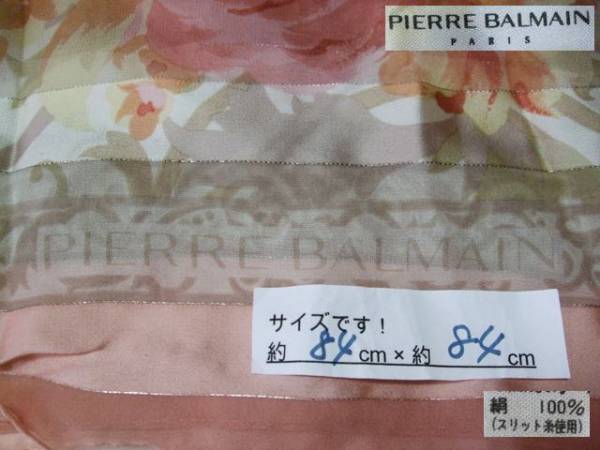 PIERRE BALMAIN
PARIS
PIERRE BALMAIN
サイズです！
約 84 cm × 約 84 cm
絹 100%
(スリット糸使用)